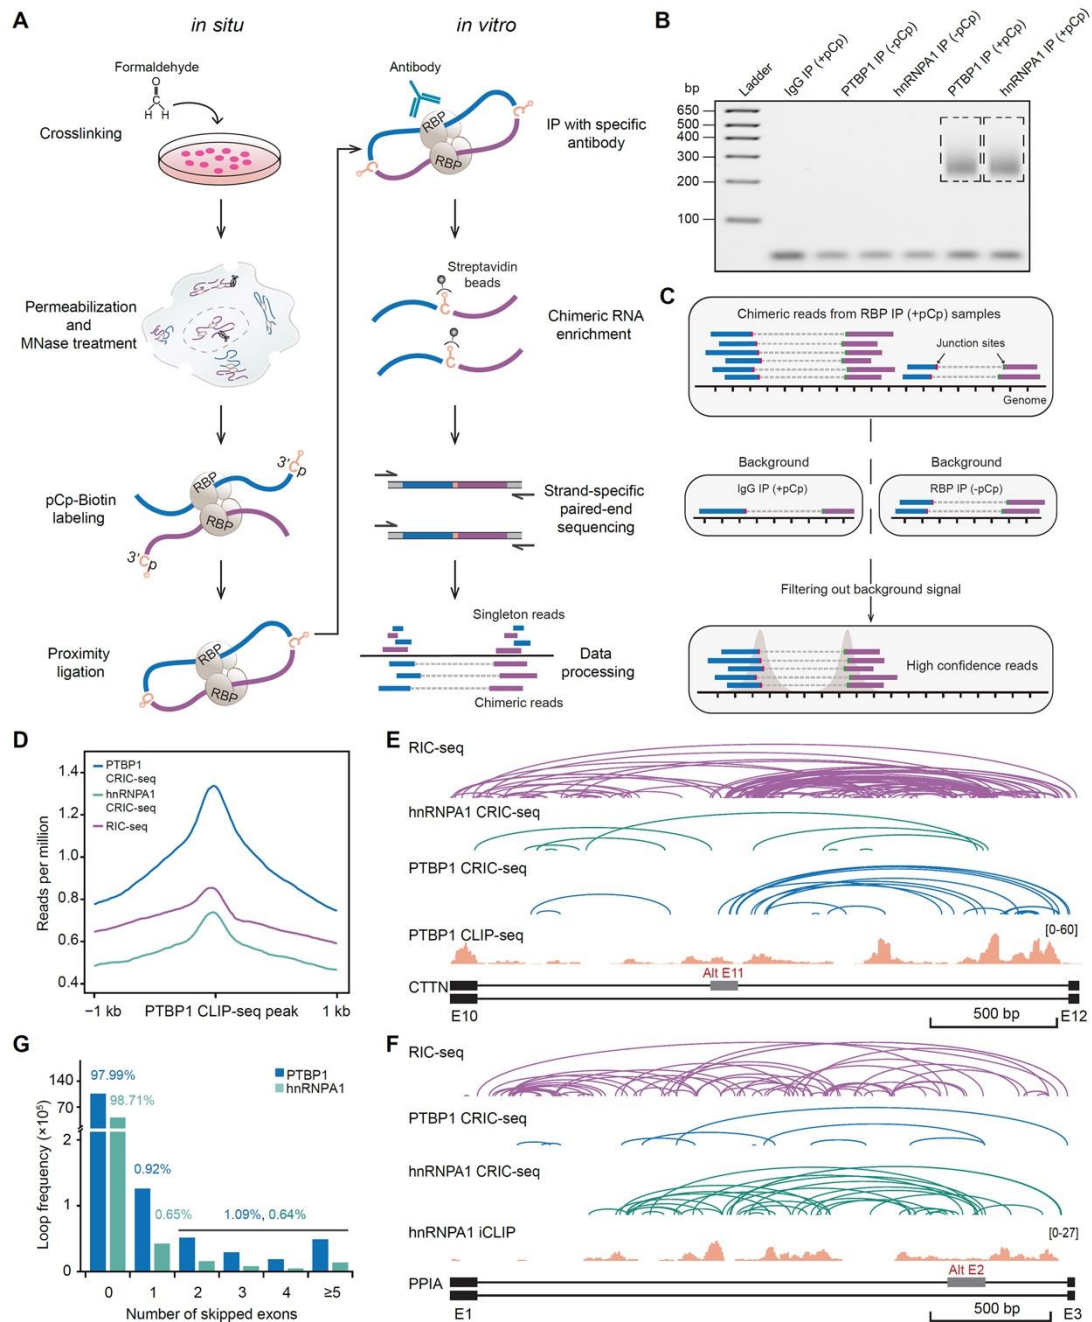 A
in situ
in vitro
Formaldehyde
O
C
H H
Crosslinking
Permeabilization
and
MNase treatment
RBP
RBP
3' Cp
3' Cp
pCp-Biotin
labeling
RBP
RBP
C
Proximity
ligation
Antibody
RBP
RBP
C
C
IP with specific
antibody
Streptavidin
beads
C
C
Chimeric RNA
enrichment
Strand-specific
paired-end
sequencing
Singleton reads
Data
processing
Chimeric reads
B
Ladder
IgG IP (+pCp)
PTBP1 IP (-pCp)
hnRNPA1 IP (-pCp)
PTBP1 IP (+pCp)
hnRNPA1 IP (+pCp)
bp
650
500
400
300
200
100
C
Chimeric reads from RBP IP (+pCp) samples
Junction sites
Genome
Background
IgG IP (+pCp)
Background
RBP IP (-pCp)
Filtering out background signal
High confidence reads
D
Reads per million
1.4
1.2
1.0
0.8
0.6
0.4
PTBP1
CRIC-seq
hnRNPA1
CRIC-seq
RIC-seq
−1 kb
PTBP1 CLIP-seq peak
1 kb
E
RIC-seq
hnRNPA1 CRIC-seq
PTBP1 CRIC-seq
PTBP1 CLIP-seq
[0-60]
Alt E11
CTTN
E10
500 bp
E12
G
Loop frequency (×10⁵)
140
70
2
1
0
97.99%
98.71%
0.92%
0.65%
1.09%, 0.64%
PTBP1
hnRNPA1
0 1 2 3 4 ≥5
Number of skipped exons
F
RIC-seq
PTBP1 CRIC-seq
hnRNPA1 CRIC-seq
hnRNPA1 iCLIP
[0-27]
Alt E2
PPIA
E1
500 bp
E3